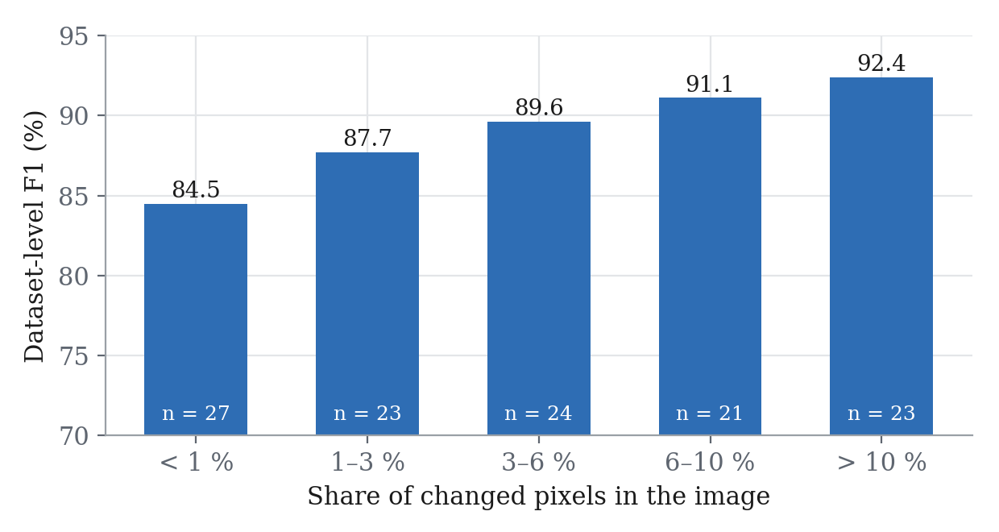 Dataset-level F1 (%)
95
90
85
80
75
70
84.5
87.7
89.6
91.1
92.4
n = 27
n = 23
n = 24
n = 21
n = 23
< 1 %
1–3 %
3–6 %
6–10 %
> 10 %
Share of changed pixels in the image